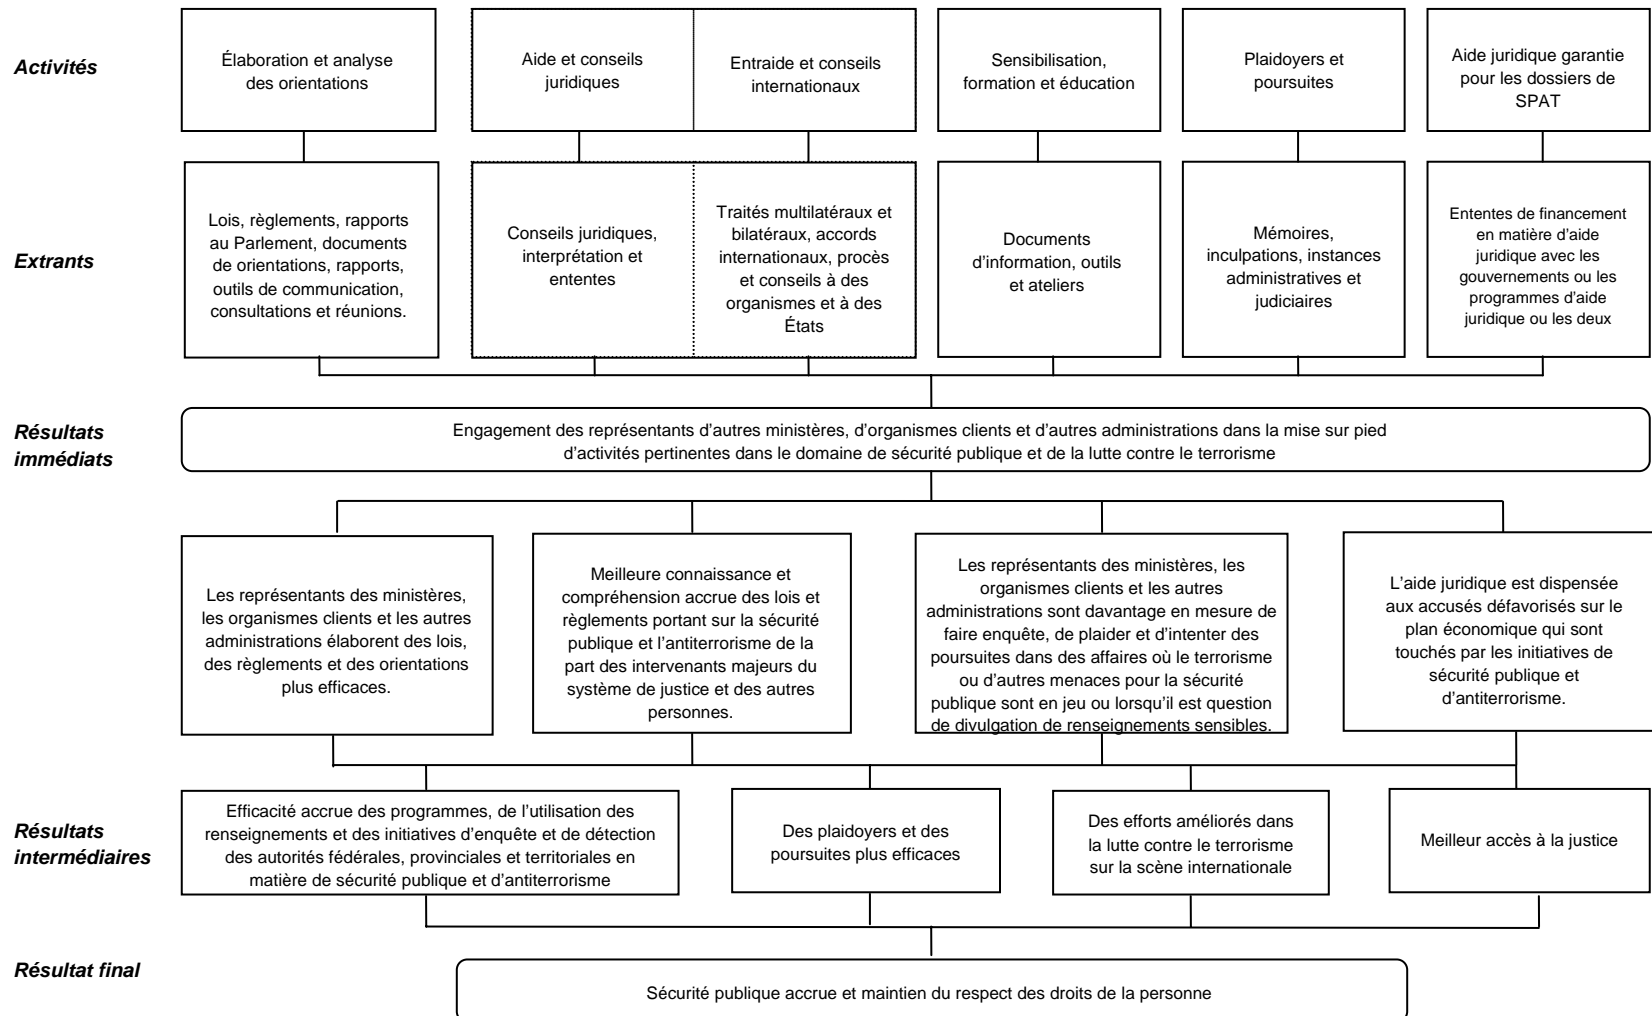 Activités
Élaboration et analyse
des orientations
Aide et conseils
juridiques
Entraide et conseils
internationaux
Sensibilisation,
formation et éducation
Plaidoyers et
poursuites
Aide juridique garantie
pour les dossiers de
SPAT
Extrants
Lois, règlements, rapports
au Parlement, documents
de orientations, rapports,
outils de communication,
consultations et réunions.
Conseils juridiques,
interprétation et
ententes
Traités multilatéraux et
bilatéraux, accords
internationaux, procès
et conseils à des
organismes et à des
États
Documents
d’information, outils
et ateliers
Mémoires,
inculpations, instances
administratives et
judiciaires
Ententes de financement
en matière d’aide
juridique avec les
gouvernements ou les
programmes d’aide
juridique ou les deux
Résultats
immédiats
Engagement des représentants d’autres ministères, d’organismes clients et d’autres administrations dans la mise sur pied
d’activités pertinentes dans le domaine de sécurité publique et de la lutte contre le terrorisme
Les représentants des ministères,
les organismes clients et les autres
administrations élaborent des lois,
des règlements et des orientations
plus efficaces.
Meilleure connaissance et
compréhension accrue des lois et
règlements portant sur la sécurité
publique et l’antiterrorisme de la
part des intervenants majeurs du
système de justice et des autres
personnes.
Les représentants des ministères, les
organismes clients et les autres
administrations sont davantage en mesure de
faire enquête, de plaider et d’intenter des
poursuites dans des affaires où le terrorisme
ou d’autres menaces pour la sécurité
publique sont en jeu ou lorsqu’il est question
de divulgation de renseignements sensibles.
L’aide juridique est dispensée
aux accusés défavorisés sur le
plan économique qui sont
touchés par les initiatives de
sécurité publique et
d’antiterrorisme.
Résultats
intermédiaires
Efficacité accrue des programmes, de l’utilisation des
renseignements et des initiatives d’enquête et de détection
des autorités fédérales, provinciales et territoriales en
matière de sécurité publique et d’antiterrorisme
Des plaidoyers et des
poursuites plus efficaces
Des efforts améliorés dans
la lutte contre le terrorisme
sur la scène internationale
Meilleur accès à la justice
Résultat final
Sécurité publique accrue et maintien du respect des droits de la personne